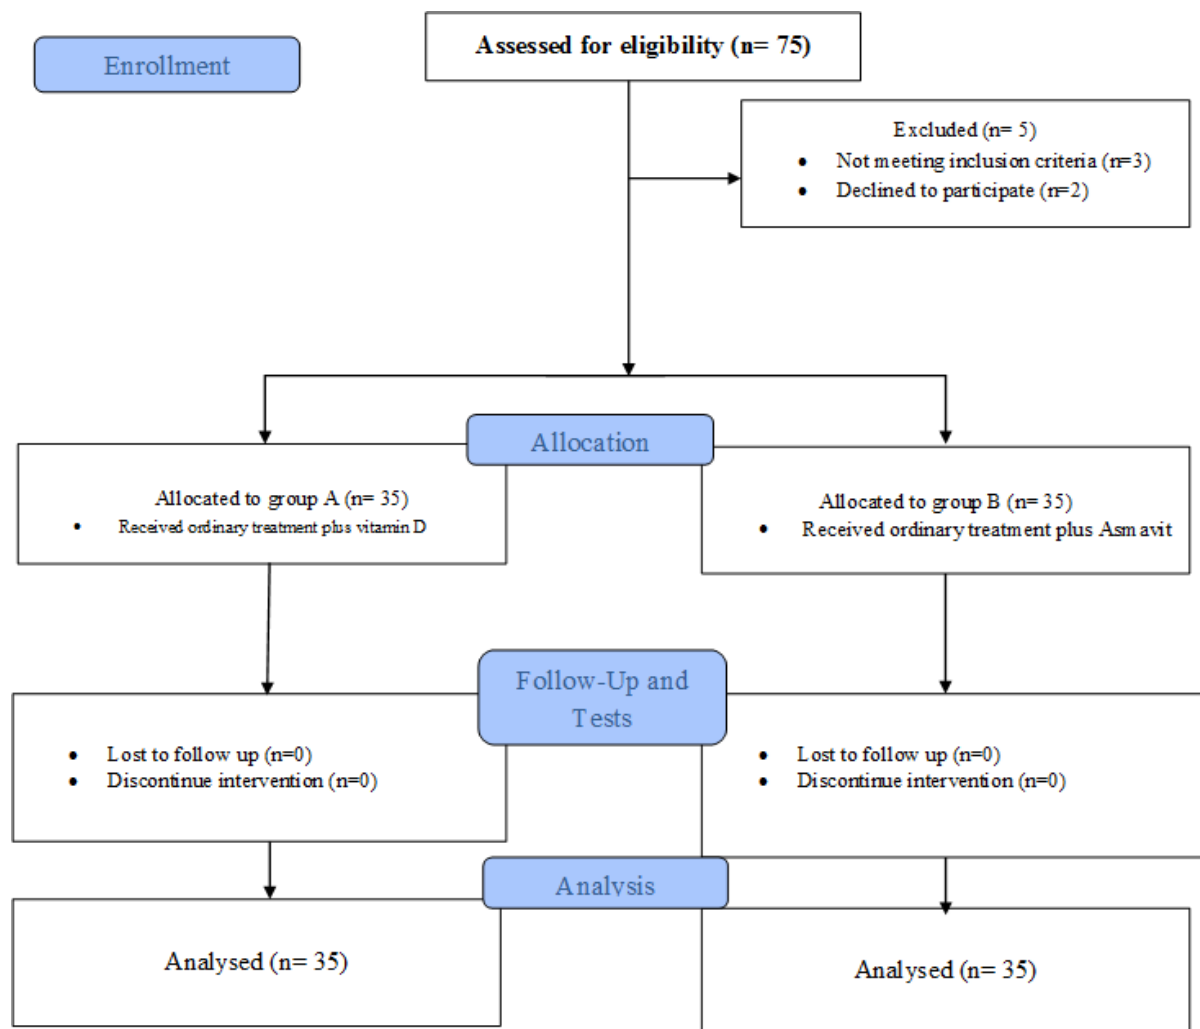 Enrollment
Assessed for eligibility (n= 75)
Excluded (n= 5)
• Not meeting inclusion criteria (n=3)
• Declined to participate (n=2)
Allocation
Allocated to group A (n= 35)
• Received ordinary treatment plus vitamin D
Allocated to group B (n= 35)
• Received ordinary treatment plus Asmavit
Follow-Up and
Tests
• Lost to follow up (n=0)
• Discontinue intervention (n=0)
• Lost to follow up (n=0)
• Discontinue intervention (n=0)
Analysis
Analysed (n= 35)
Analysed (n= 35)